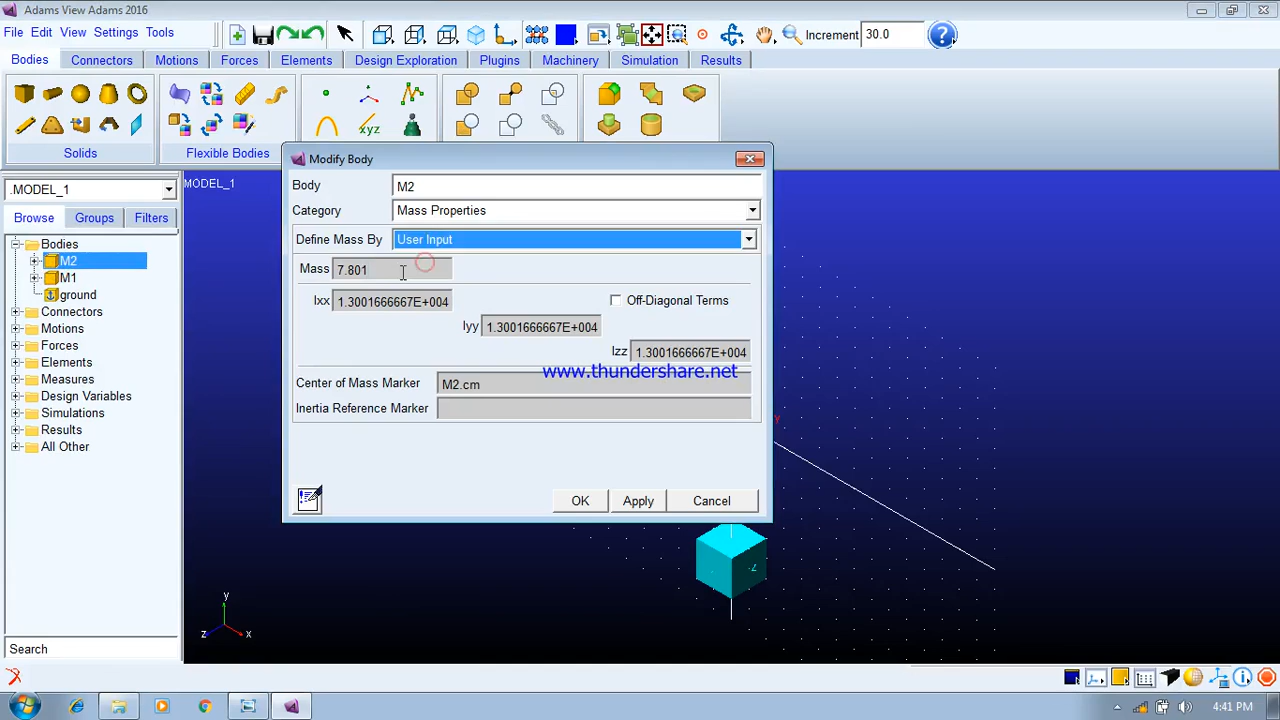 Adams View Adams 2016
File Edit View Settings Tools
Increment 30.0
Bodies Connectors Motions Forces Elements Design Exploration Plugins Machinery Simulation Results
xyz
Solids Flexible Bodies
.MODEL_1
Browse Groups Filters
Bodies
M2
M1
ground
Connectors
Motions
Forces
Elements
Measures
Design Variables
Simulations
Results
All Other
Search
MODEL_1
Modify Body
Body M2
Category Mass Properties
Define Mass By User Input
Mass 7.801
Ixx 1.3001666667E+004 Off-Diagonal Terms
Iyy 1.3001666667E+004
Izz 1.3001666667E+004
www.thundershare.net
Center of Mass Marker M2.cm
Inertia Reference Marker
OK Apply Cancel
Y
y
z x
4:41 PM